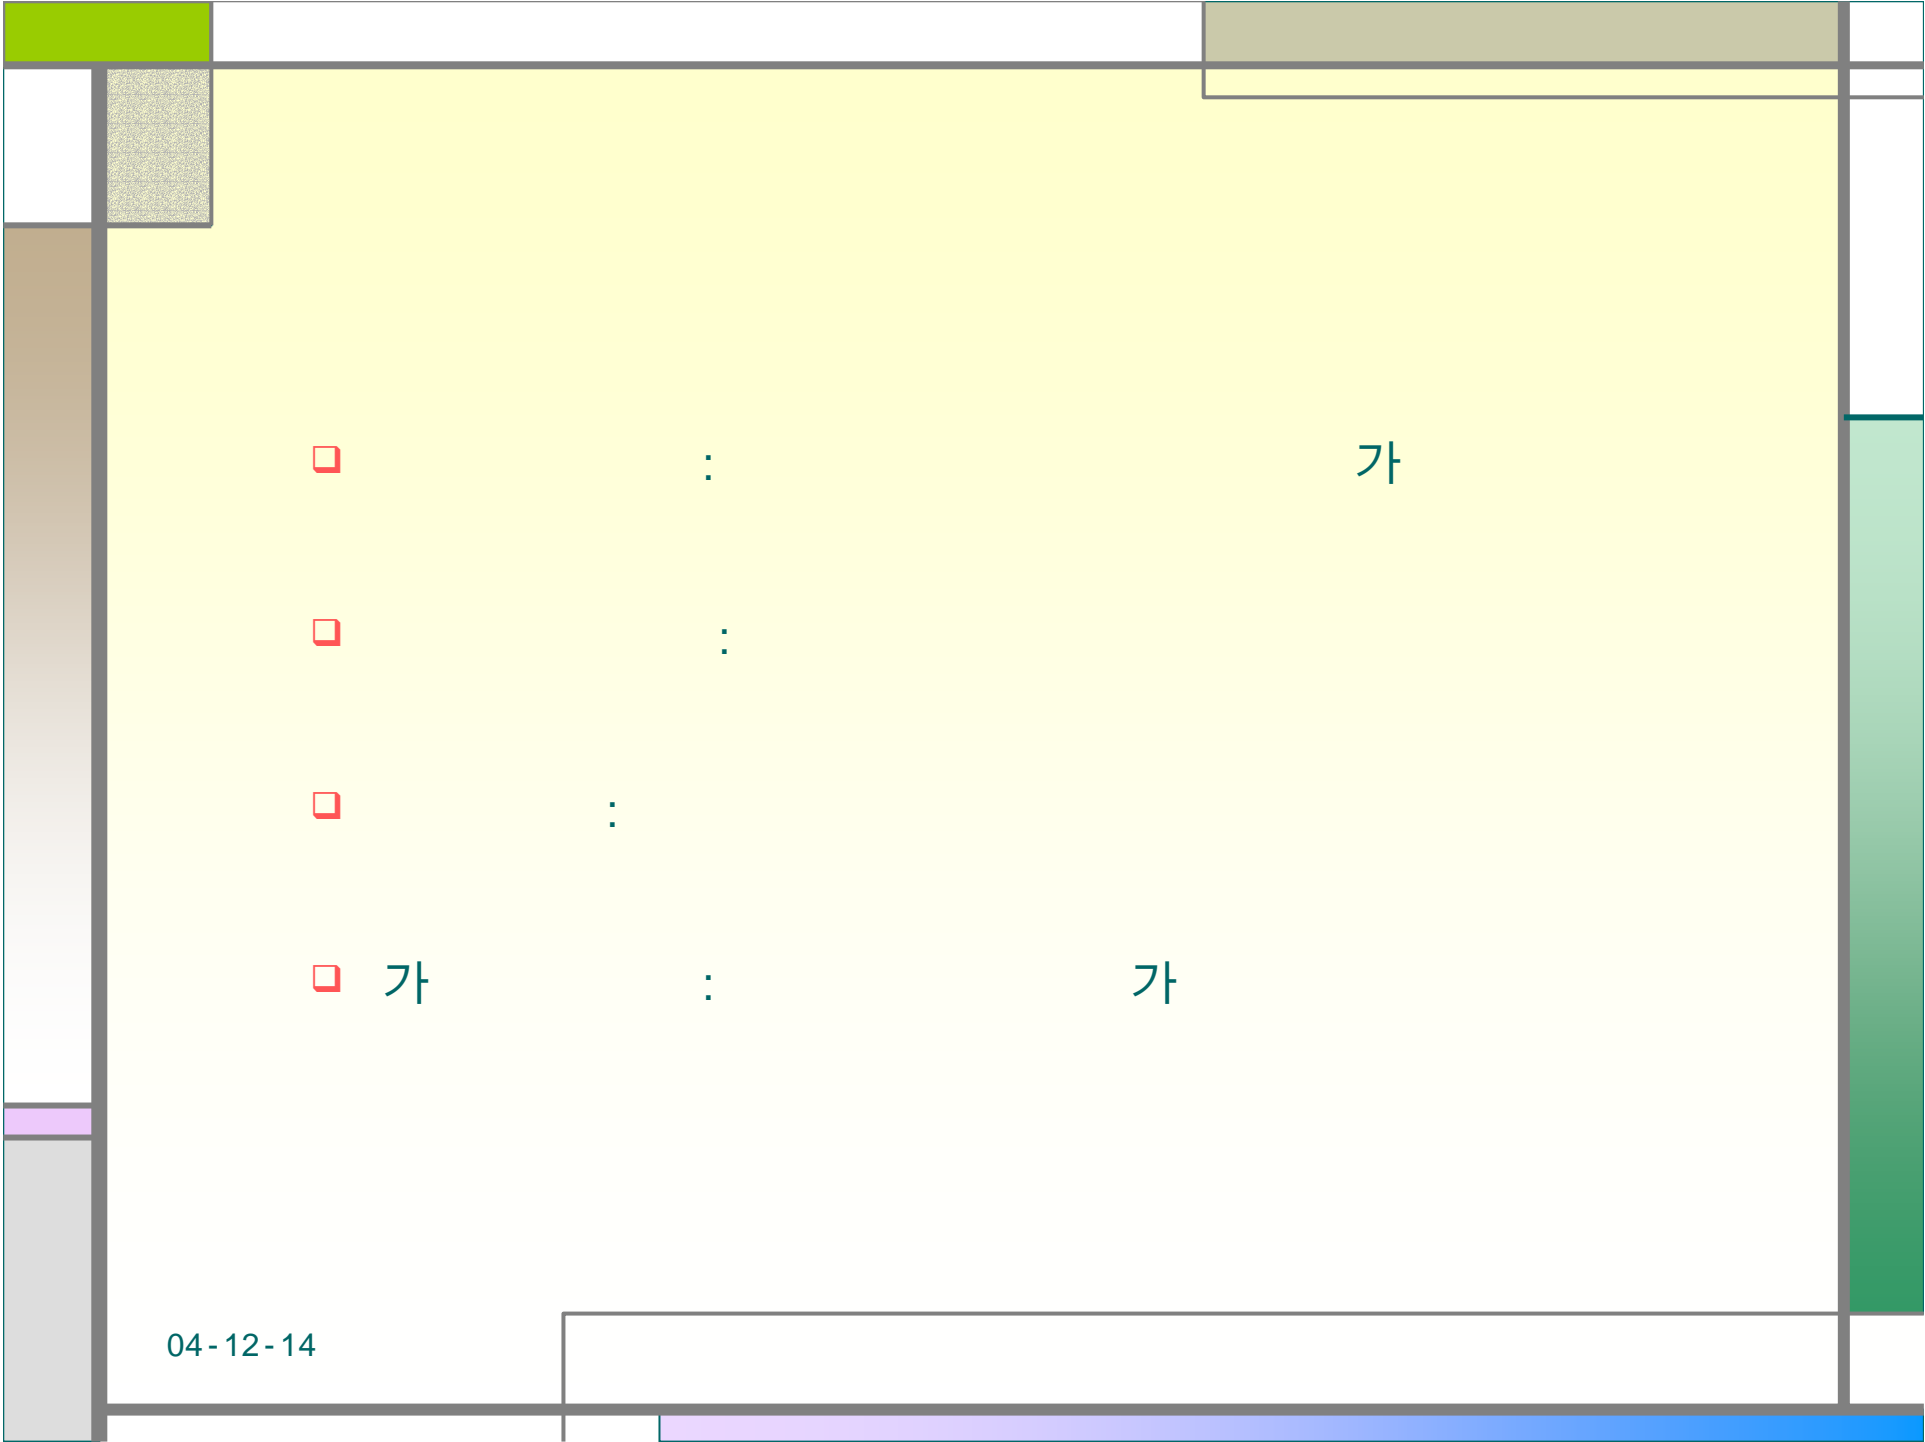 ❑ : 가
❑ :
❑ :
❑ 가 : 가
04-12-14